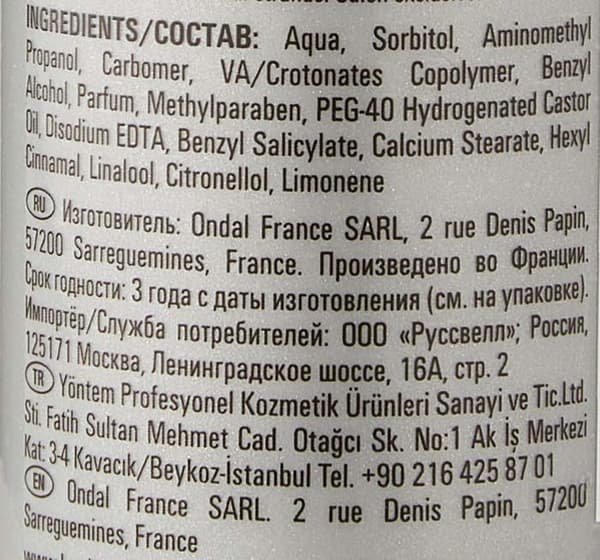 INGREDIENTS/СОСТАВ: Aqua, Sorbitol, Aminomethyl
Propanol, Carbomer, VA/Crotonates Copolymer, Benzyl
Alcohol, Parfum, Methylparaben, PEG-40 Hydrogenated Castor
Oil, Disodium EDTA, Benzyl Salicylate, Calcium Stearate, Hexyl
Cinnamal, Linalool, Citronellol, Limonene
RU Изготовитель: Ondal France SARL, 2 rue Denis Papin,
57200 Sarreguemines, France. Произведено во Франции.
Срок годности: 3 года с даты изготовления (см. на упаковке).
Импортёр/Служба потребителей: ООО «Руссвелл»; Россия,
125171 Москва, Ленинградское шоссе, 16А, стр. 2
TR Yöntem Profesyonel Kozmetik Ürünleri Sanayi ve Tic.Ltd.
Sti. Fatih Sultan Mehmet Cad. Otağcı Sk. No:1 Ak İş Merkezi
Kat: 3-4 Kavacık/Beykoz-İstanbul Tel. +90 216 425 87 01
EN Ondal France SARL. 2 rue Denis Papin, 57200
Sarreguemines, France